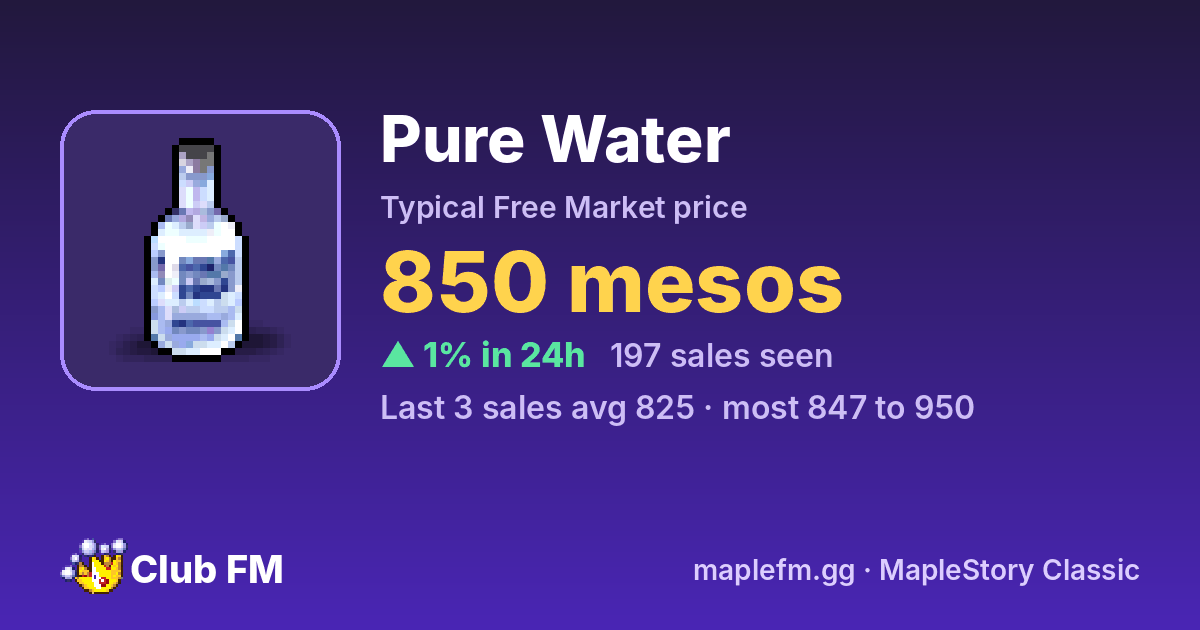 Pure Water
Typical Free Market price
850 mesos
▲ 1% in 24h 197 sales seen
Last 3 sales avg 825 · most 847 to 950
Club FM
maplefm.gg · MapleStory Classic